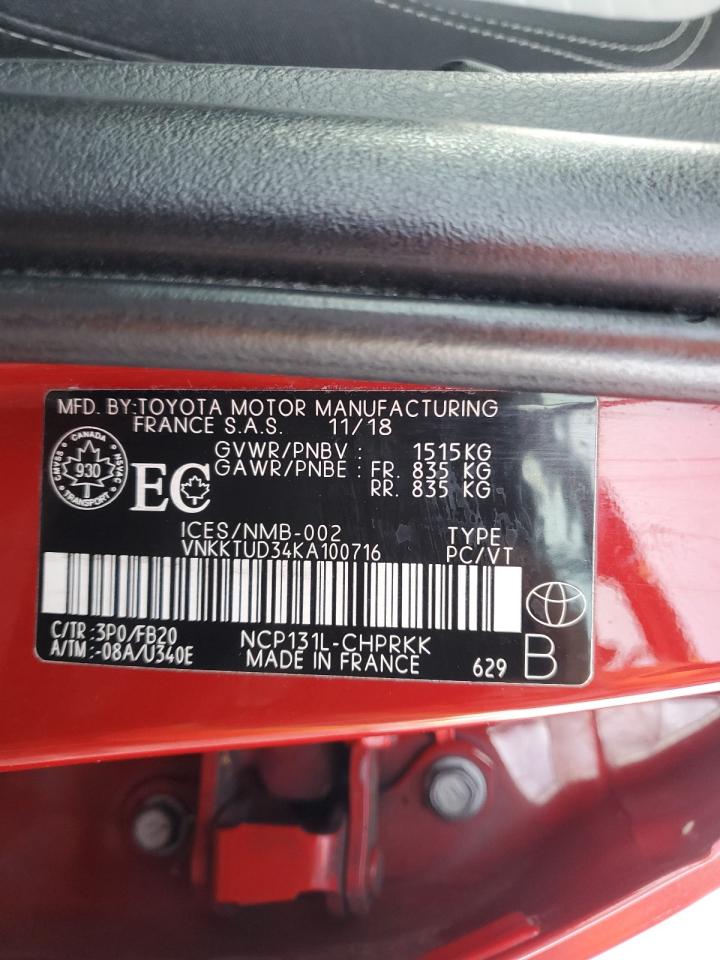 MFD. BY:TOYOTA MOTOR MANUFACTURING
FRANCE S.A.S. 11/18
GVWR/PNBV : 1515KG
GAWR/PNBE : FR. 835 KG
RR. 835 KG
CANADA
CMVSS 930 NSVAC
TRANSPORT
EC
ICES/NMB-002 TYPE
VNKKTUD34KA100716 PC/VT
C/TR : 3P0/FB20 NCP131L-CHPRKK
A/TM : -08A/U340E MADE IN FRANCE 629 B